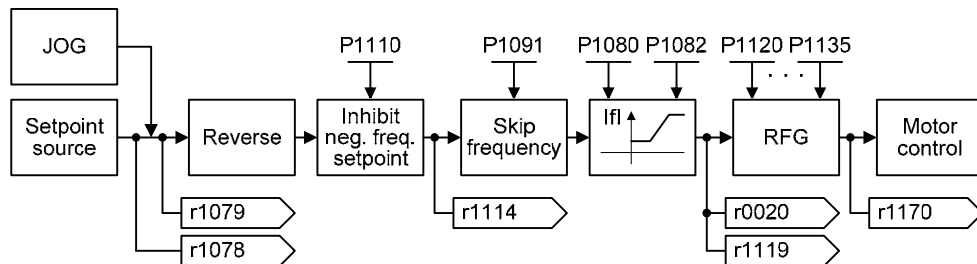 JOG
P1110
P1091
P1080
P1082
P1120
P1135
. . .
Setpoint
source
Reverse
Inhibit
neg. freq.
setpoint
Skip
frequency
|f|
RFG
Motor
control
r1079
r1114
r0020
r1170
r1078
r1119